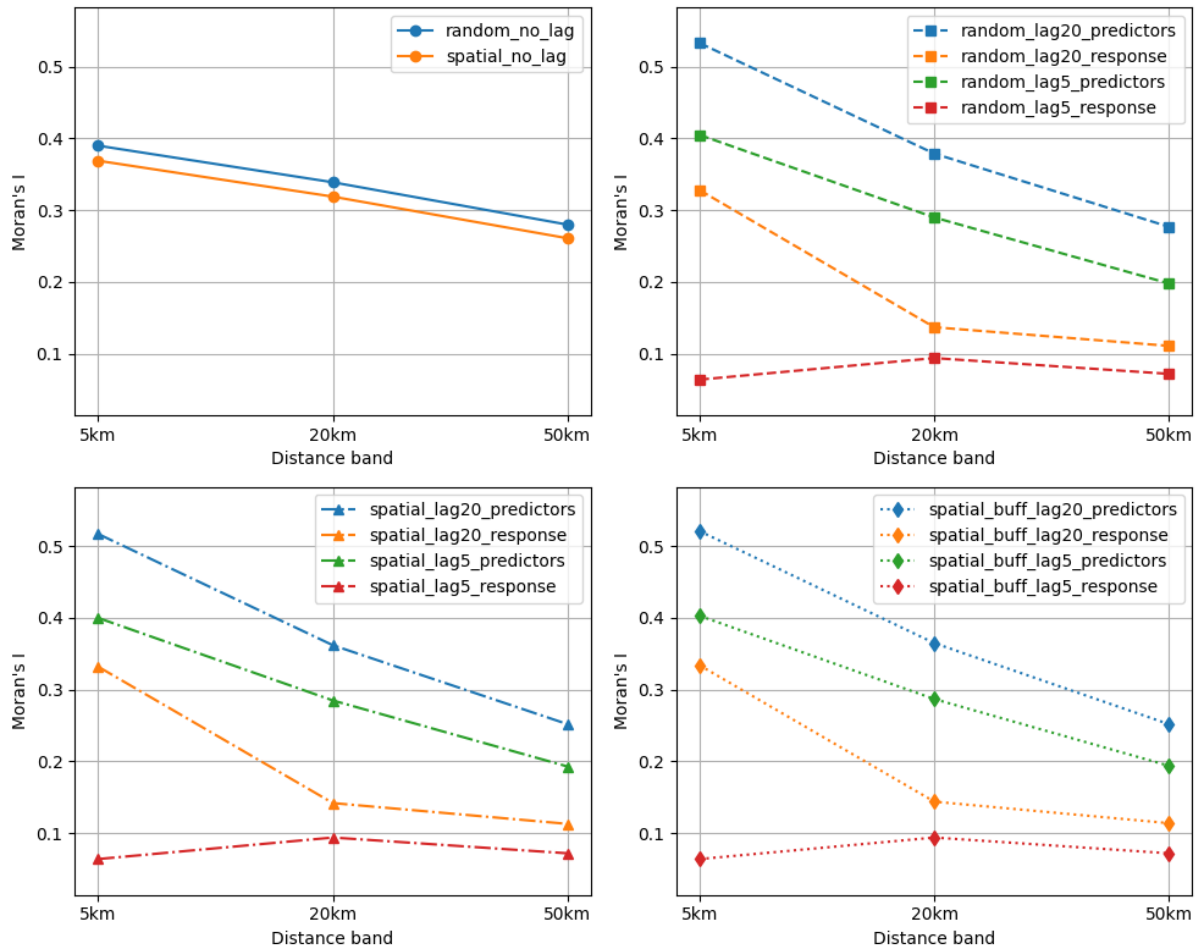 random_no_lag
spatial_no_lag
0.5
0.4
0.3
0.2
0.1
Moran's I
5km
20km
50km
Distance band
random_lag20_predictors
random_lag20_response
random_lag5_predictors
random_lag5_response
0.5
0.4
0.3
0.2
0.1
Moran's I
5km
20km
50km
Distance band
spatial_lag20_predictors
spatial_lag20_response
spatial_lag5_predictors
spatial_lag5_response
0.5
0.4
0.3
0.2
0.1
Moran's I
5km
20km
50km
Distance band
spatial_buff_lag20_predictors
spatial_buff_lag20_response
spatial_buff_lag5_predictors
spatial_buff_lag5_response
0.5
0.4
0.3
0.2
0.1
Moran's I
5km
20km
50km
Distance band